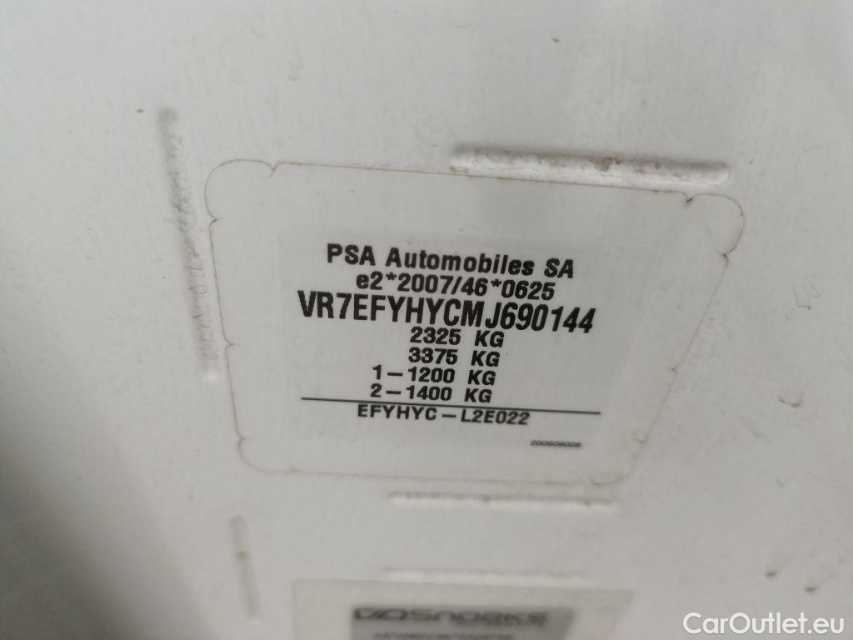 PSA Automobiles SA
e2*2007/46*0625
VR7EFYHYCMJ690144
2325 KG
3375 KG
1-1200 KG
2-1400 KG
EFYHYC-L2E022
CarOutlet.eu